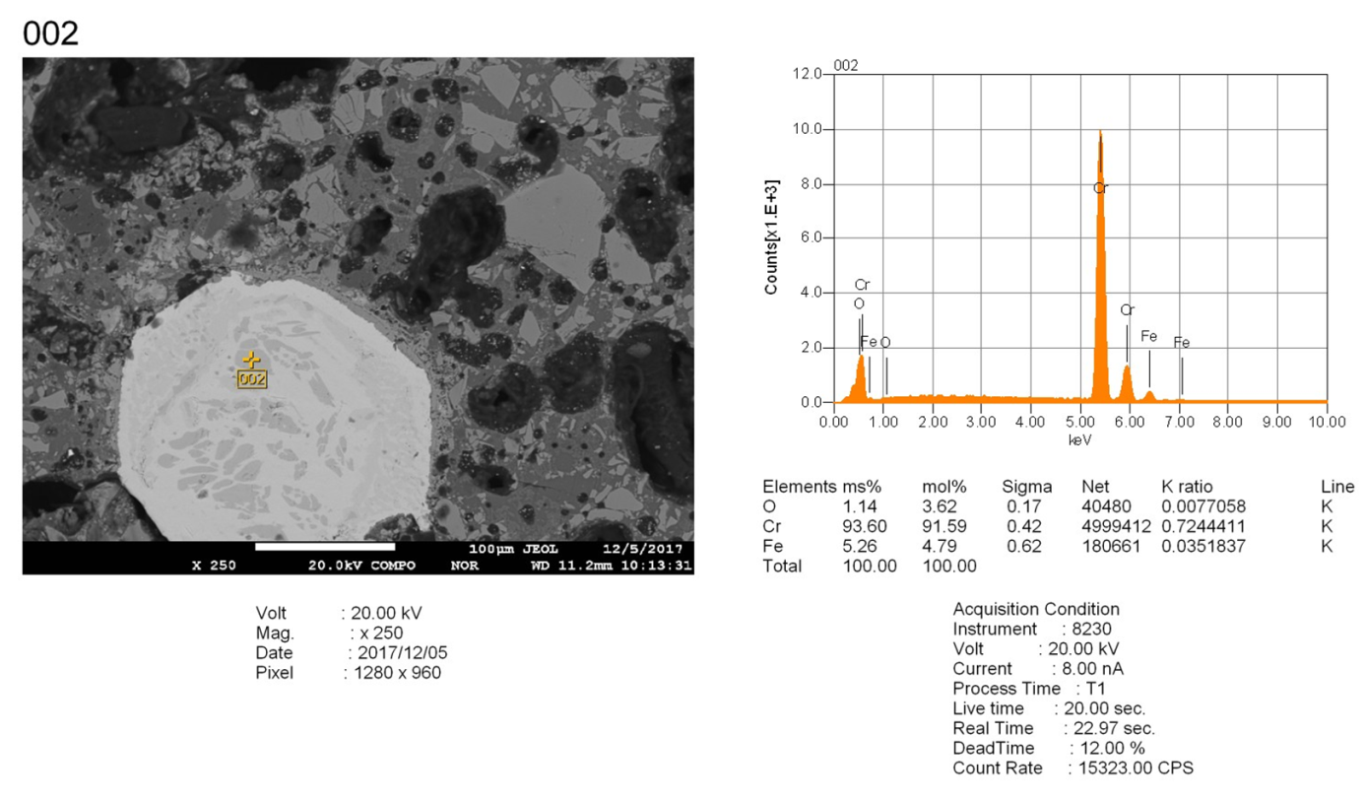 002
002
100µm JEOL 12/5/2017
X 250 20.0kV COMPO NOR WD 11.2mm 10:13:31
Volt : 20.00 kV
Mag. : x 250
Date : 2017/12/05
Pixel : 1280 x 960
002
12.0
10.0
8.0
6.0
4.0
2.0
0.0
Counts[x1.E+3]
Cr
O
Fe O
Cr
Cr
Fe
Fe
0.00 1.00 2.00 3.00 4.00 5.00 6.00 7.00 8.00 9.00 10.00
keV
Elements ms% mol% Sigma Net K ratio Line
O 1.14 3.62 0.17 40480 0.0077058 K
Cr 93.60 91.59 0.42 4999412 0.7244411 K
Fe 5.26 4.79 0.62 180661 0.0351837 K
Total 100.00 100.00
Acquisition Condition
Instrument : 8230
Volt : 20.00 kV
Current : 8.00 nA
Process Time : T1
Live time : 20.00 sec.
Real Time : 22.97 sec.
DeadTime : 12.00 %
Count Rate : 15323.00 CPS